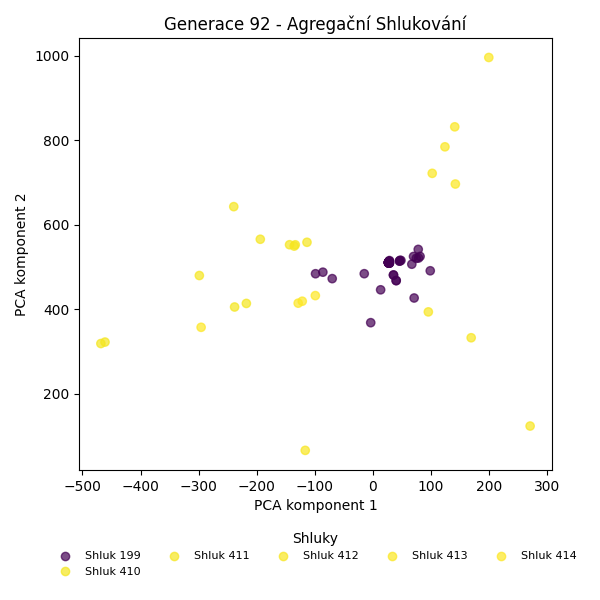 Generace 92 - Agregační Shlukování
1000
800
600
400
200
PCA komponent 2
−500 −400 −300 −200 −100 0 100 200 300
PCA komponent 1
Shluky
Shluk 199 Shluk 411 Shluk 412 Shluk 413 Shluk 414
Shluk 410